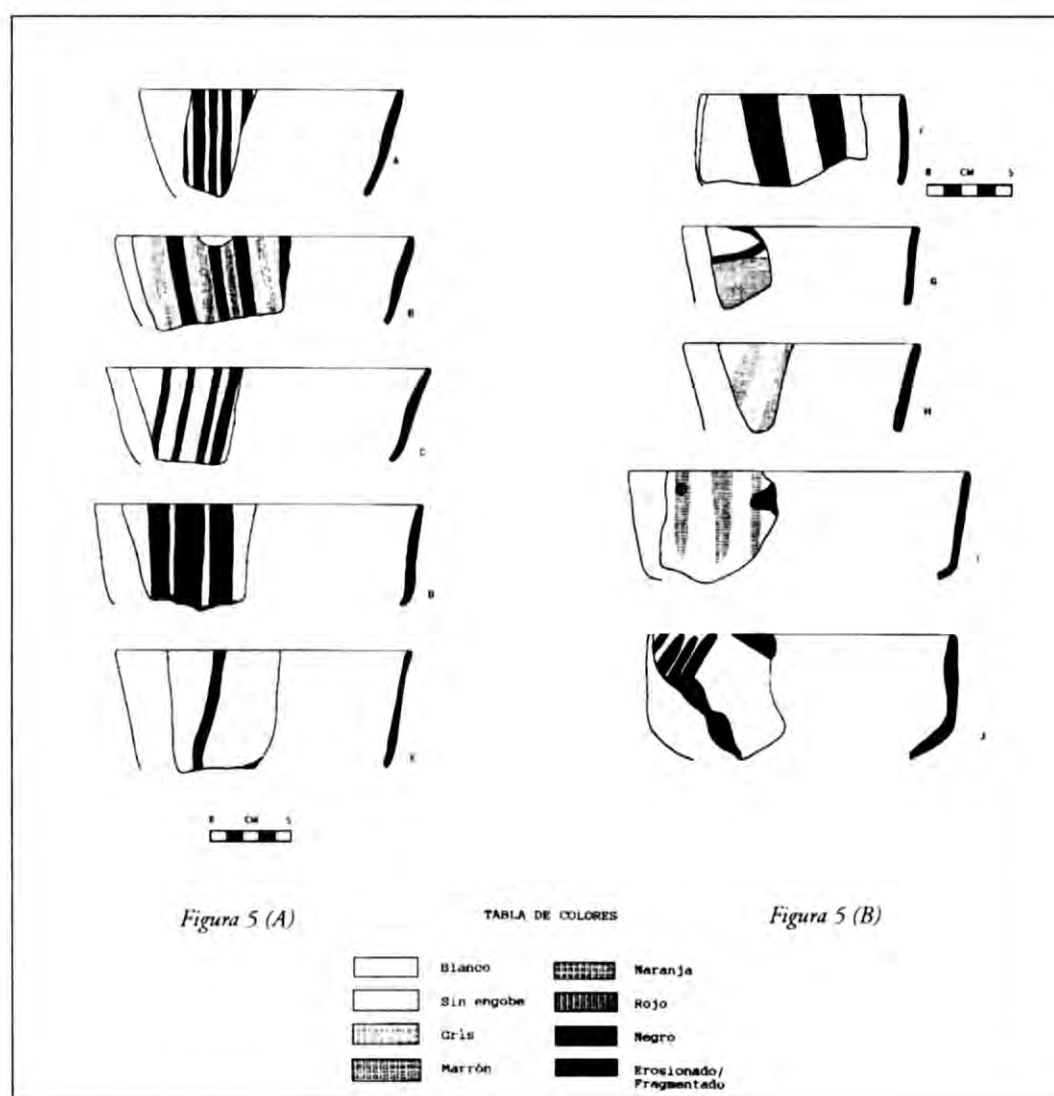 A
B
C
D
E
0 CM 5
Figura 5 (A)
F
0 CM 5
G
H
I
J
Figura 5 (B)
TABLA DE COLORES
Blanco
Sin engobe
Gris
Marrón
Naranja
Rojo
Negro
Erosionado/
Fragmentado